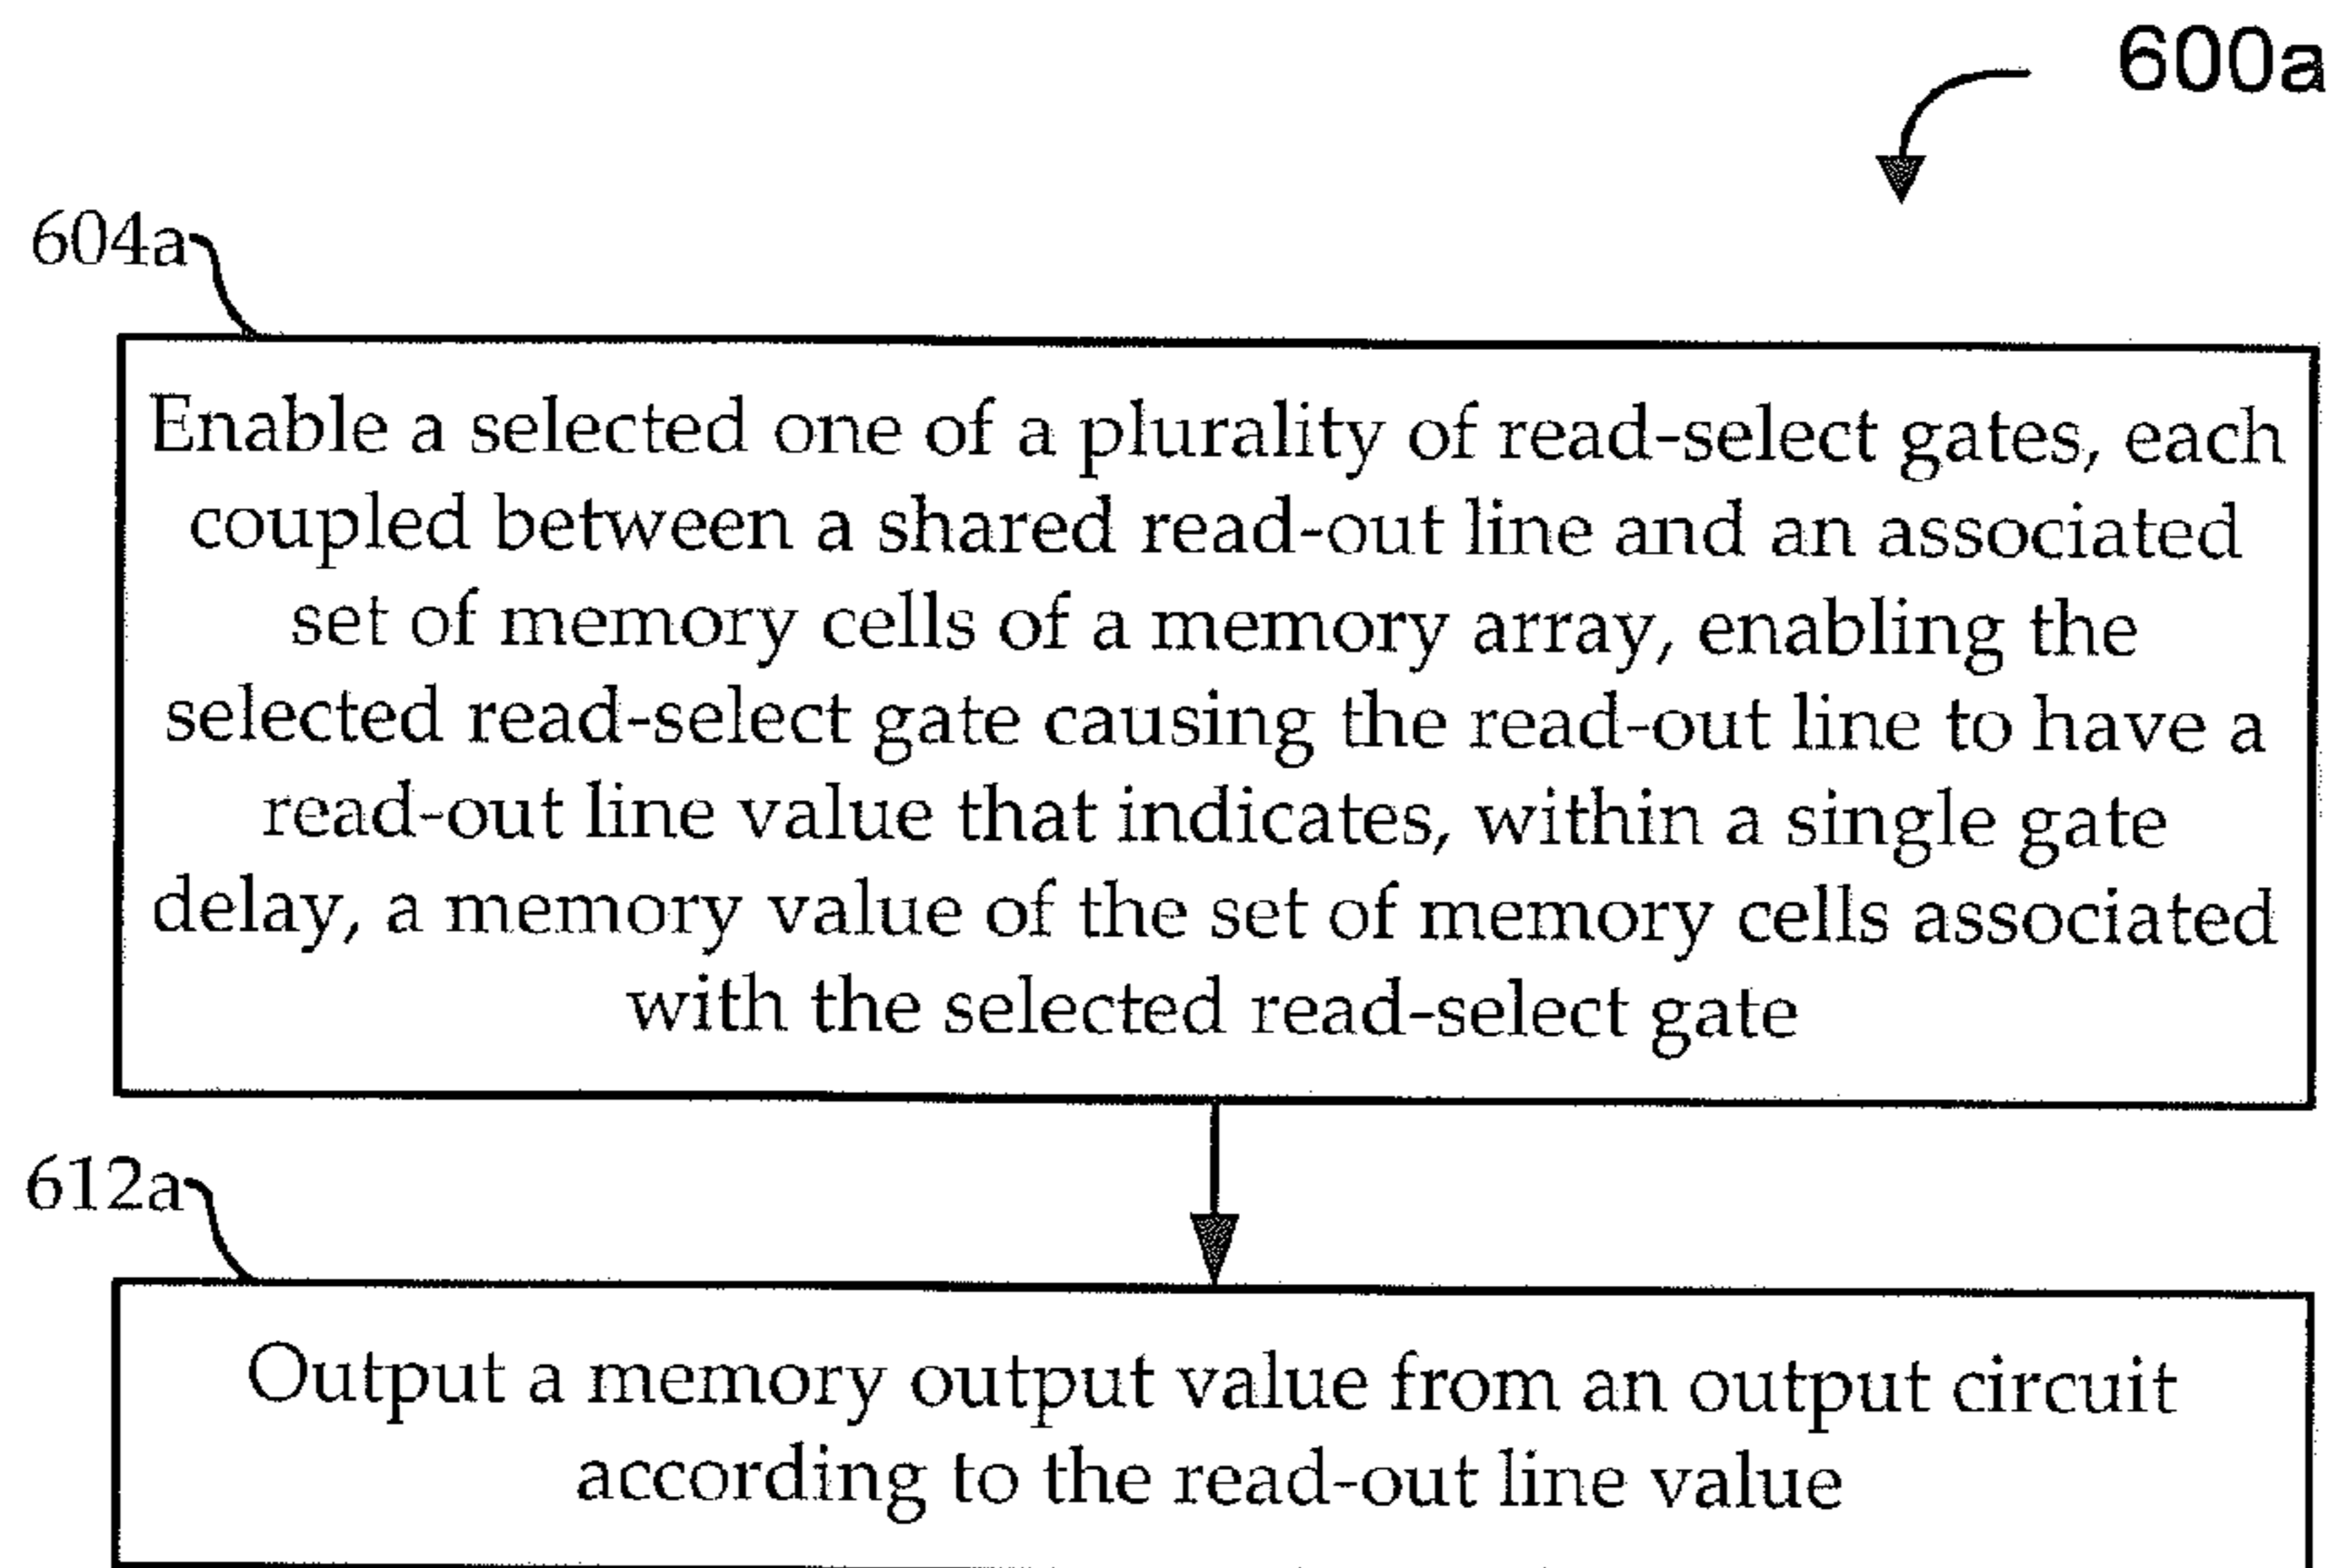 600a
604a
Enable a selected one of a plurality of read-select gates, each
coupled between a shared read-out line and an associated
set of memory cells of a memory array, enabling the
selected read-select gate causing the read-out line to have a
read-out line value that indicates, within a single gate
delay, a memory value of the set of memory cells associated
with the selected read-select gate
612a
Output a memory output value from an output circuit
according to the read-out line value